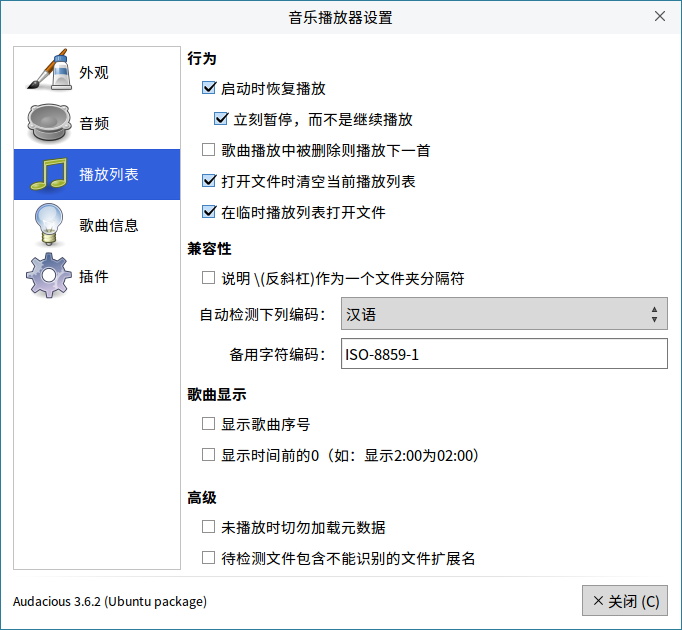 音乐播放器设置
外观
音频
播放列表
歌曲信息
插件
行为
启动时恢复播放
立刻暂停，而不是继续播放
歌曲播放中被删除则播放下一首
打开文件时清空当前播放列表
在临时播放列表打开文件
兼容性
说明 \(反斜杠)作为一个文件夹分隔符
自动检测下列编码： 汉语
备用字符编码： ISO-8859-1
歌曲显示
显示歌曲序号
显示时间前的0（如：显示2:00为02:00）
高级
未播放时切勿加载元数据
待检测文件包含不能识别的文件扩展名
Audacious 3.6.2 (Ubuntu package)
关闭 (C)